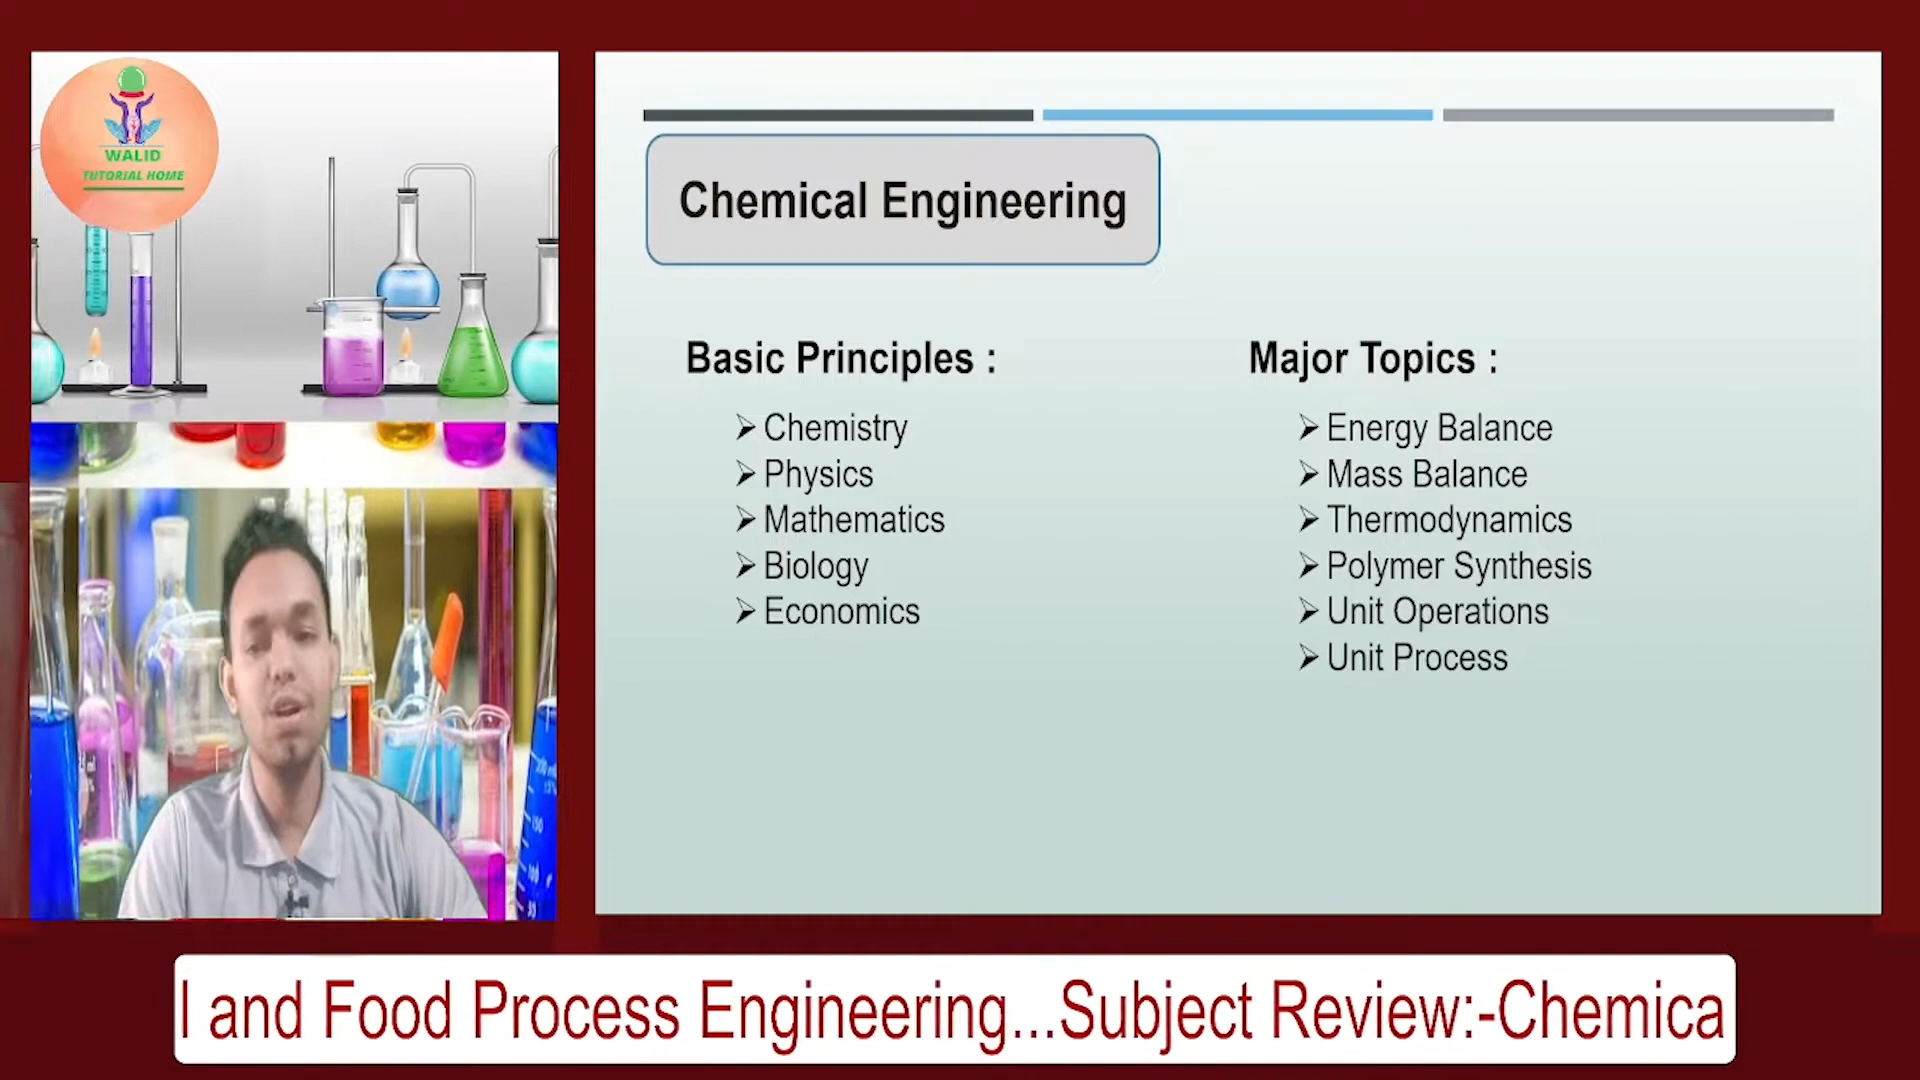 WALID
TUTORIAL HOME
Chemical Engineering
Basic Principles :
➢ Chemistry
➢ Physics
➢ Mathematics
➢ Biology
➢ Economics
Major Topics :
➢ Energy Balance
➢ Mass Balance
➢ Thermodynamics
➢ Polymer Synthesis
➢ Unit Operations
➢ Unit Process
l and Food Process Engineering...Subject Review:-Chemica